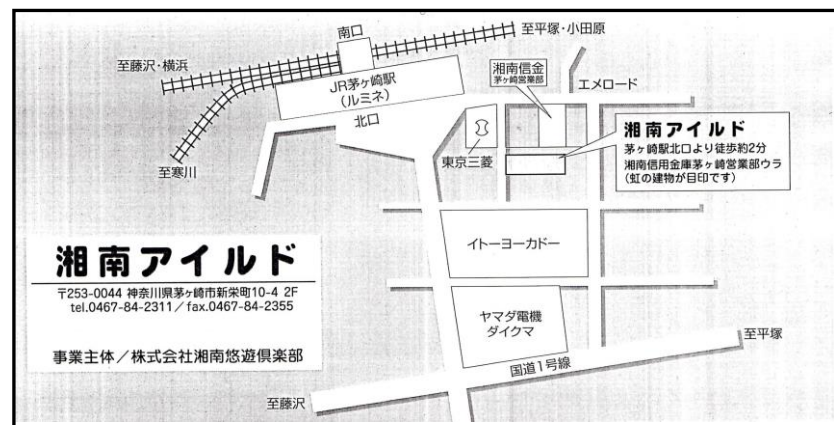 南口
至平塚・小田原
至藤沢・横浜
JR茅ヶ崎駅
（ルミネ）
湘南信金
茅ヶ崎営業部
エメロード
北口
東京三菱
至寒川
湘南アイルド
茅ヶ崎駅北口より徒歩約2分
湘南信用金庫茅ヶ崎営業部ウラ
（虹の建物が目印です）
イトーヨーカドー
湘南アイルド
〒253-0044 神奈川県茅ヶ崎市新栄町10-4 2F
tel.0467-84-2311／fax.0467-84-2355
事業主体／株式会社湘南悠遊倶楽部
ヤマダ電機
ダイクマ
至平塚
国道1号線
至藤沢